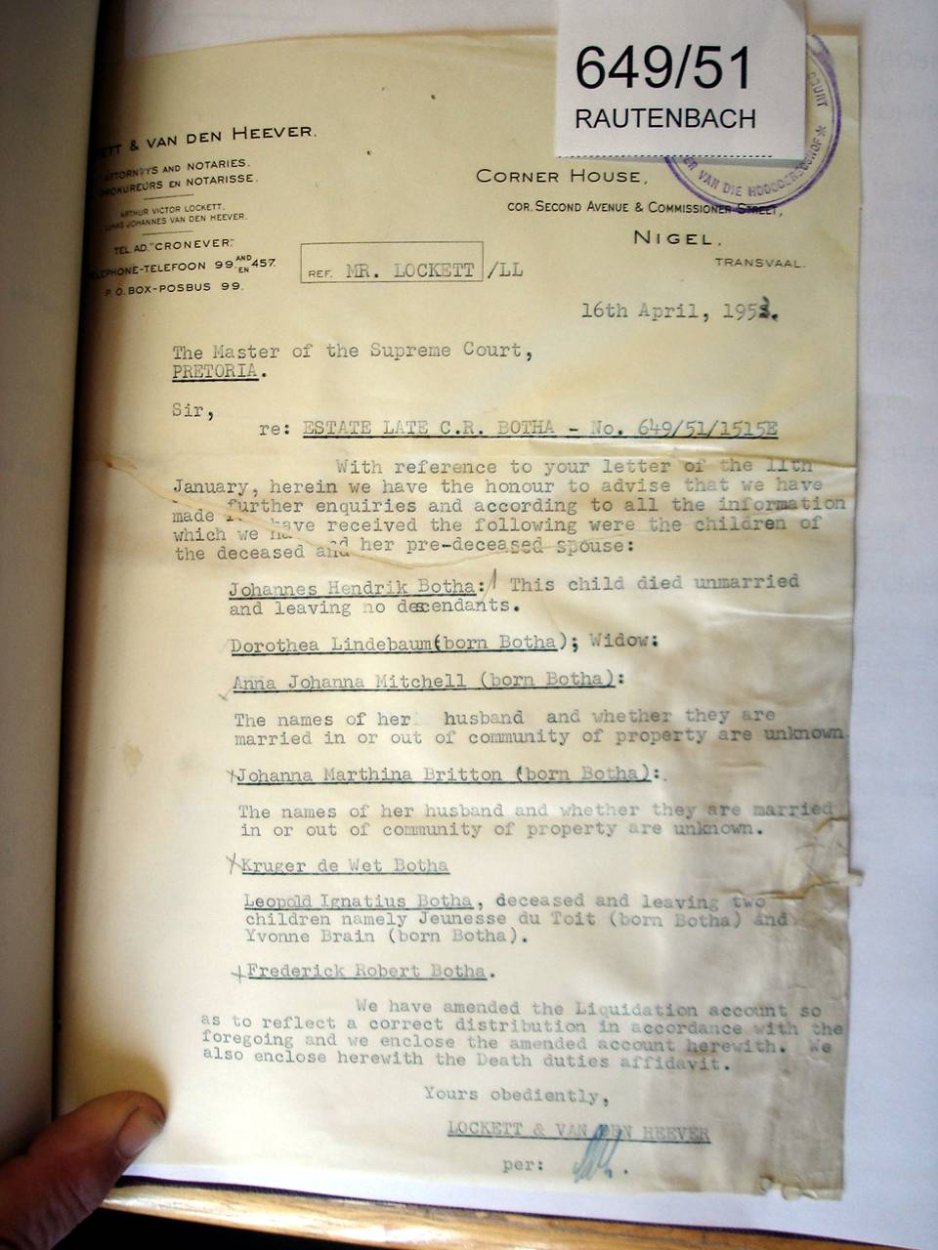 649/51
RAUTENBACH
& VAN DEN HEEVER.
ATTORNEYS AND NOTARIES.
PROKUREURS EN NOTARISSE.
ARTHUR VICTOR LOCKETT.
JOHANNES VAN DEN HEEVER.
TEL. AD. "CRONEVER."
TELEPHONE-TELEFOON 99 AND EN 457.
P. O. BOX-POSBUS 99.
VAN DIE HOOGGEREGSHOF
CORNER HOUSE,
COR. SECOND AVENUE & COMMISSIONER STREET,
NIGEL,
TRANSVAAL.
REF. MR. LOCKETT /LL
16th April, 1953.
The Master of the Supreme Court,
PRETORIA.
Sir,
re: ESTATE LATE C.R. BOTHA - No. 649/51/1515E
With reference to your letter of the 11th
January, herein we have the honour to advise that we have
made further enquiries and according to all the information
which we have received the following were the children of
the deceased and her pre-deceased spouse:
Johannes Hendrik Botha: This child died unmarried
and leaving no descendants.
Dorothea Lindebaum (born Botha); Widow:
Anna Johanna Mitchell (born Botha):
The names of her husband and whether they are
married in or out of community of property are unknown
Johanna Marthina Britton (born Botha):
The names of her husband and whether they are married
in or out of community of property are unknown.
Kruger de Wet Botha
Leopold Ignatius Botha, deceased and leaving two
children namely Jeunesse du Toit (born Botha) and
Yvonne Brain (born Botha).
Frederick Robert Botha.
We have amended the Liquidation account so
as to reflect a correct distribution in accordance with the
foregoing and we enclose the amended account herewith. We
also enclose herewith the Death duties affidavit.
Yours obediently,
LOCKETT & VAN DEN HEEVER
per: